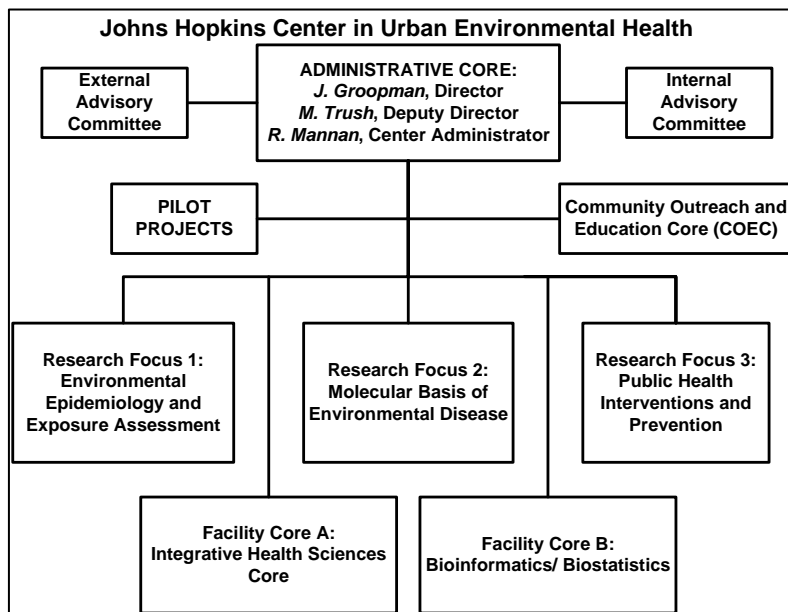 Johns Hopkins Center in Urban Environmental Health
External
Advisory
Committee
ADMINISTRATIVE CORE:
J. Groopman, Director
M. Trush, Deputy Director
R. Mannan, Center Administrator
Internal
Advisory
Committee
PILOT
PROJECTS
Community Outreach and
Education Core (COEC)
Research Focus 1:
Environmental
Epidemiology and
Exposure Assessment
Research Focus 2:
Molecular Basis of
Environmental Disease
Research Focus 3:
Public Health
Interventions and
Prevention
Facility Core A:
Integrative Health Sciences
Core
Facility Core B:
Bioinformatics/ Biostatistics